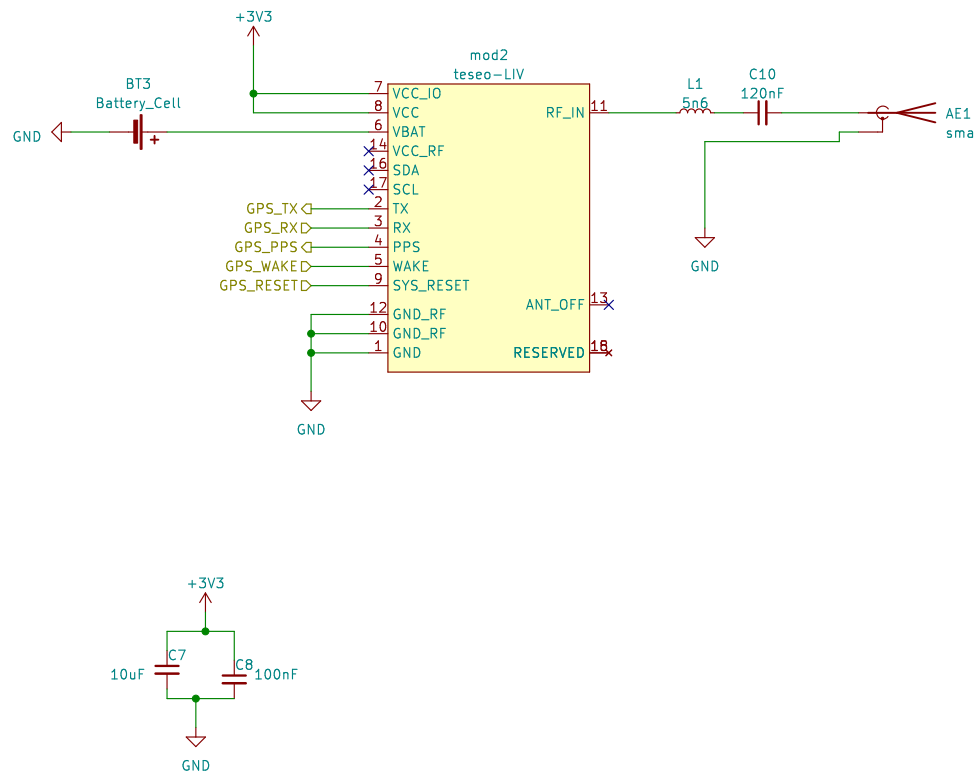 +3V3
mod2
teseo-LIV
BT3
Battery_Cell
GND
7 VCC_IO
8 VCC
6 VBAT
14 VCC_RF
16 SDA
17 SCL
GPS_TX 2 TX
GPS_RX 3 RX
GPS_PPS 4 PPS
GPS_WAKE 5 WAKE
GPS_RESET 9 SYS_RESET
12 GND_RF
10 GND_RF
1 GND
GND
RF_IN 11
ANT_OFF 13
RESERVED
L1
5n6
C10
120nF
AE1
sma
GND
+3V3
C7
10uF
C8
100nF
GND